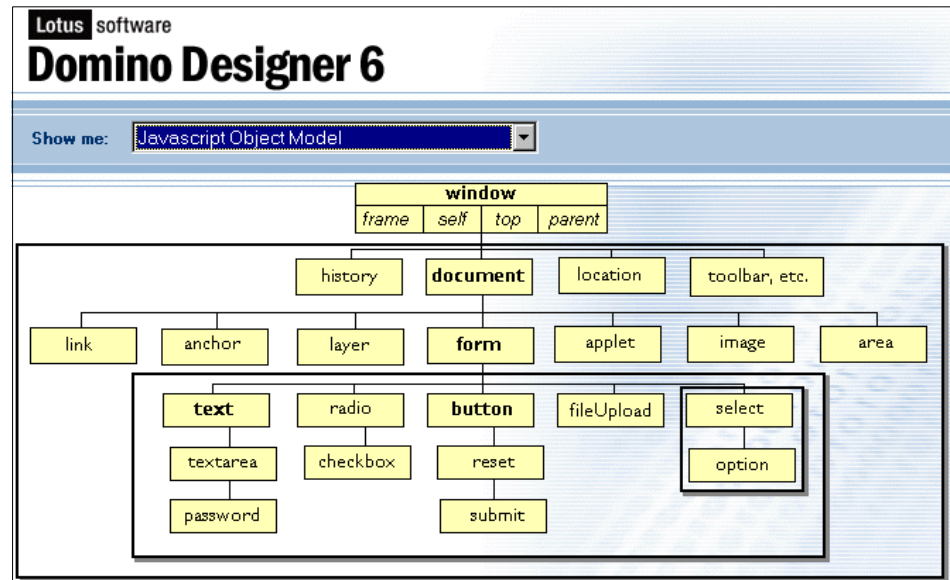 Lotus software
Domino Designer 6
Show me: Javascript Object Model
window
frame self top parent
history document location toolbar, etc.
link anchor layer form applet image area
text radio button fileUpload select
textarea checkbox reset option
password submit